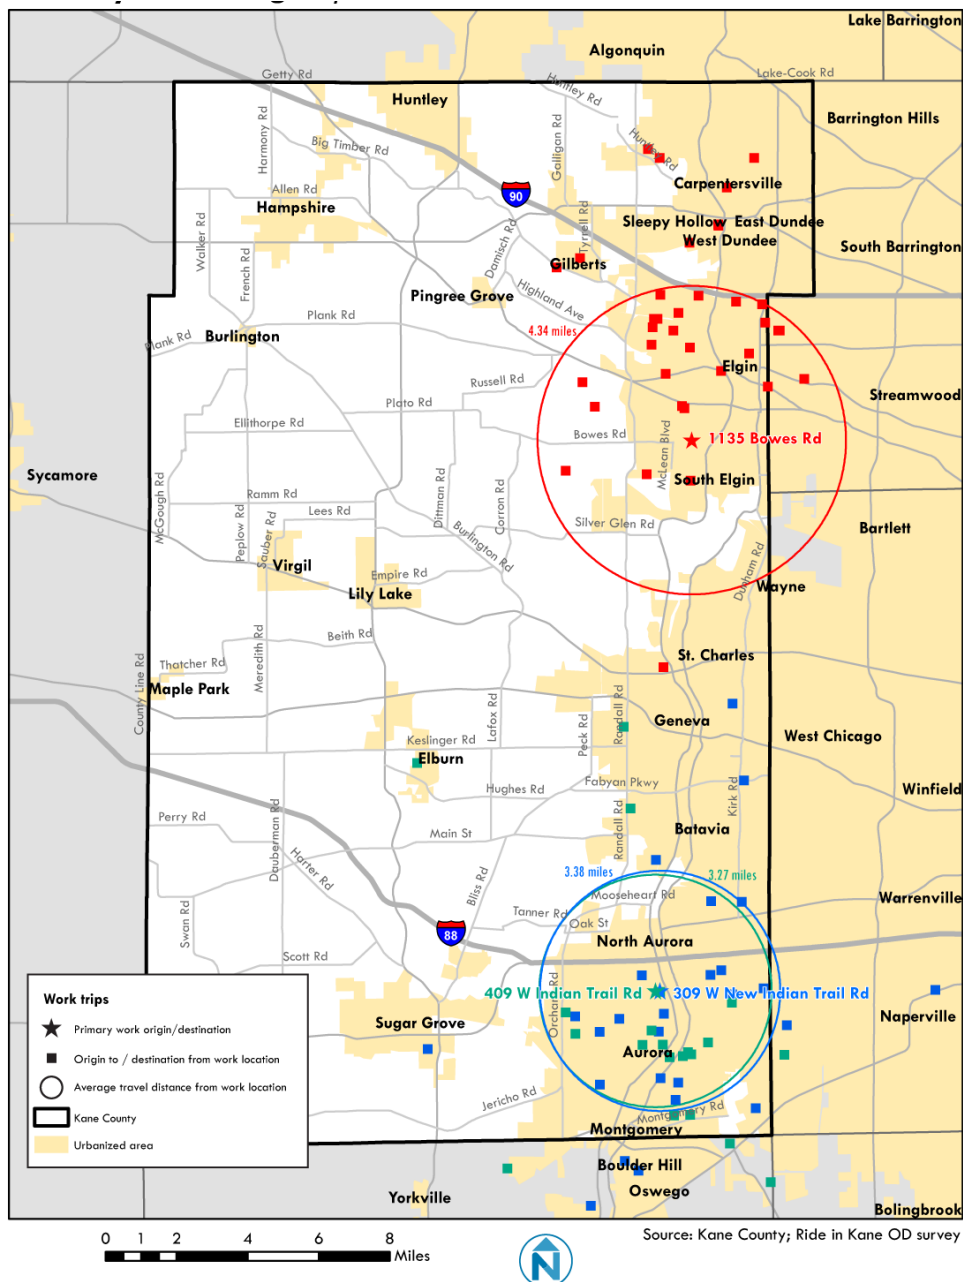 Lake Barrington
Algonquin
Getty Rd
Lake-Cook Rd
Huntley Rd
Huntley
Barrington Hills
Harmony Rd
Big Timber Rd
Galligan Rd
Huntley Rd
Allen Rd
90
Carpentersville
Hampshire
Sleepy Hollow
East Dundee
West Dundee
South Barrington
Walker Rd
French Rd
Damisch Rd
Tyrrell Rd
Gilberts
Pingree Grove
Highland Ave
Plank Rd
4.34 miles
Plank Rd
Burlington
Elgin
Russell Rd
Streamwood
Plato Rd
Ellithorpe Rd
Bowes Rd
McLean Blvd
1135 Bowes Rd
Sycamore
South Elgin
McGough Rd
Ramm Rd
Dittman Rd
Corron Rd
Lees Rd
Silver Glen Rd
Bartlett
Peplow Rd
Sauber Rd
Burlington Rd
Virgil
Empire Rd
Dunham Rd
Lily Lake
Wayne
Beith Rd
Meredith Rd
St. Charles
Thatcher Rd
Maple Park
County Line Rd
Lafox Rd
Peck Rd
Randall Rd
Geneva
West Chicago
Keslinger Rd
Elburn
Hughes Rd
Fabyan Pkwy
Kirk Rd
Winfield
Perry Rd
Dauberman Rd
Main St
Randall Rd
Batavia
Harter Rd
Bliss Rd
3.38 miles
3.27 miles
Mooseheart Rd
Warrenville
Swan Rd
Tanner Rd
Oak St
88
North Aurora
Scott Rd
409 W Indian Trail Rd
309 W New Indian Trail Rd
Orchard Rd
Sugar Grove
Naperville
Aurora
Jericho Rd
Montgomery Rd
Montgomery
Boulder Hill
Yorkville
Oswego
Bolingbrook
Work trips
Primary work origin/destination
Origin to / destination from work location
Average travel distance from work location
Kane County
Urbanized area
0 1 2 4 6 8
Miles
N
Source: Kane County; Ride in Kane OD survey